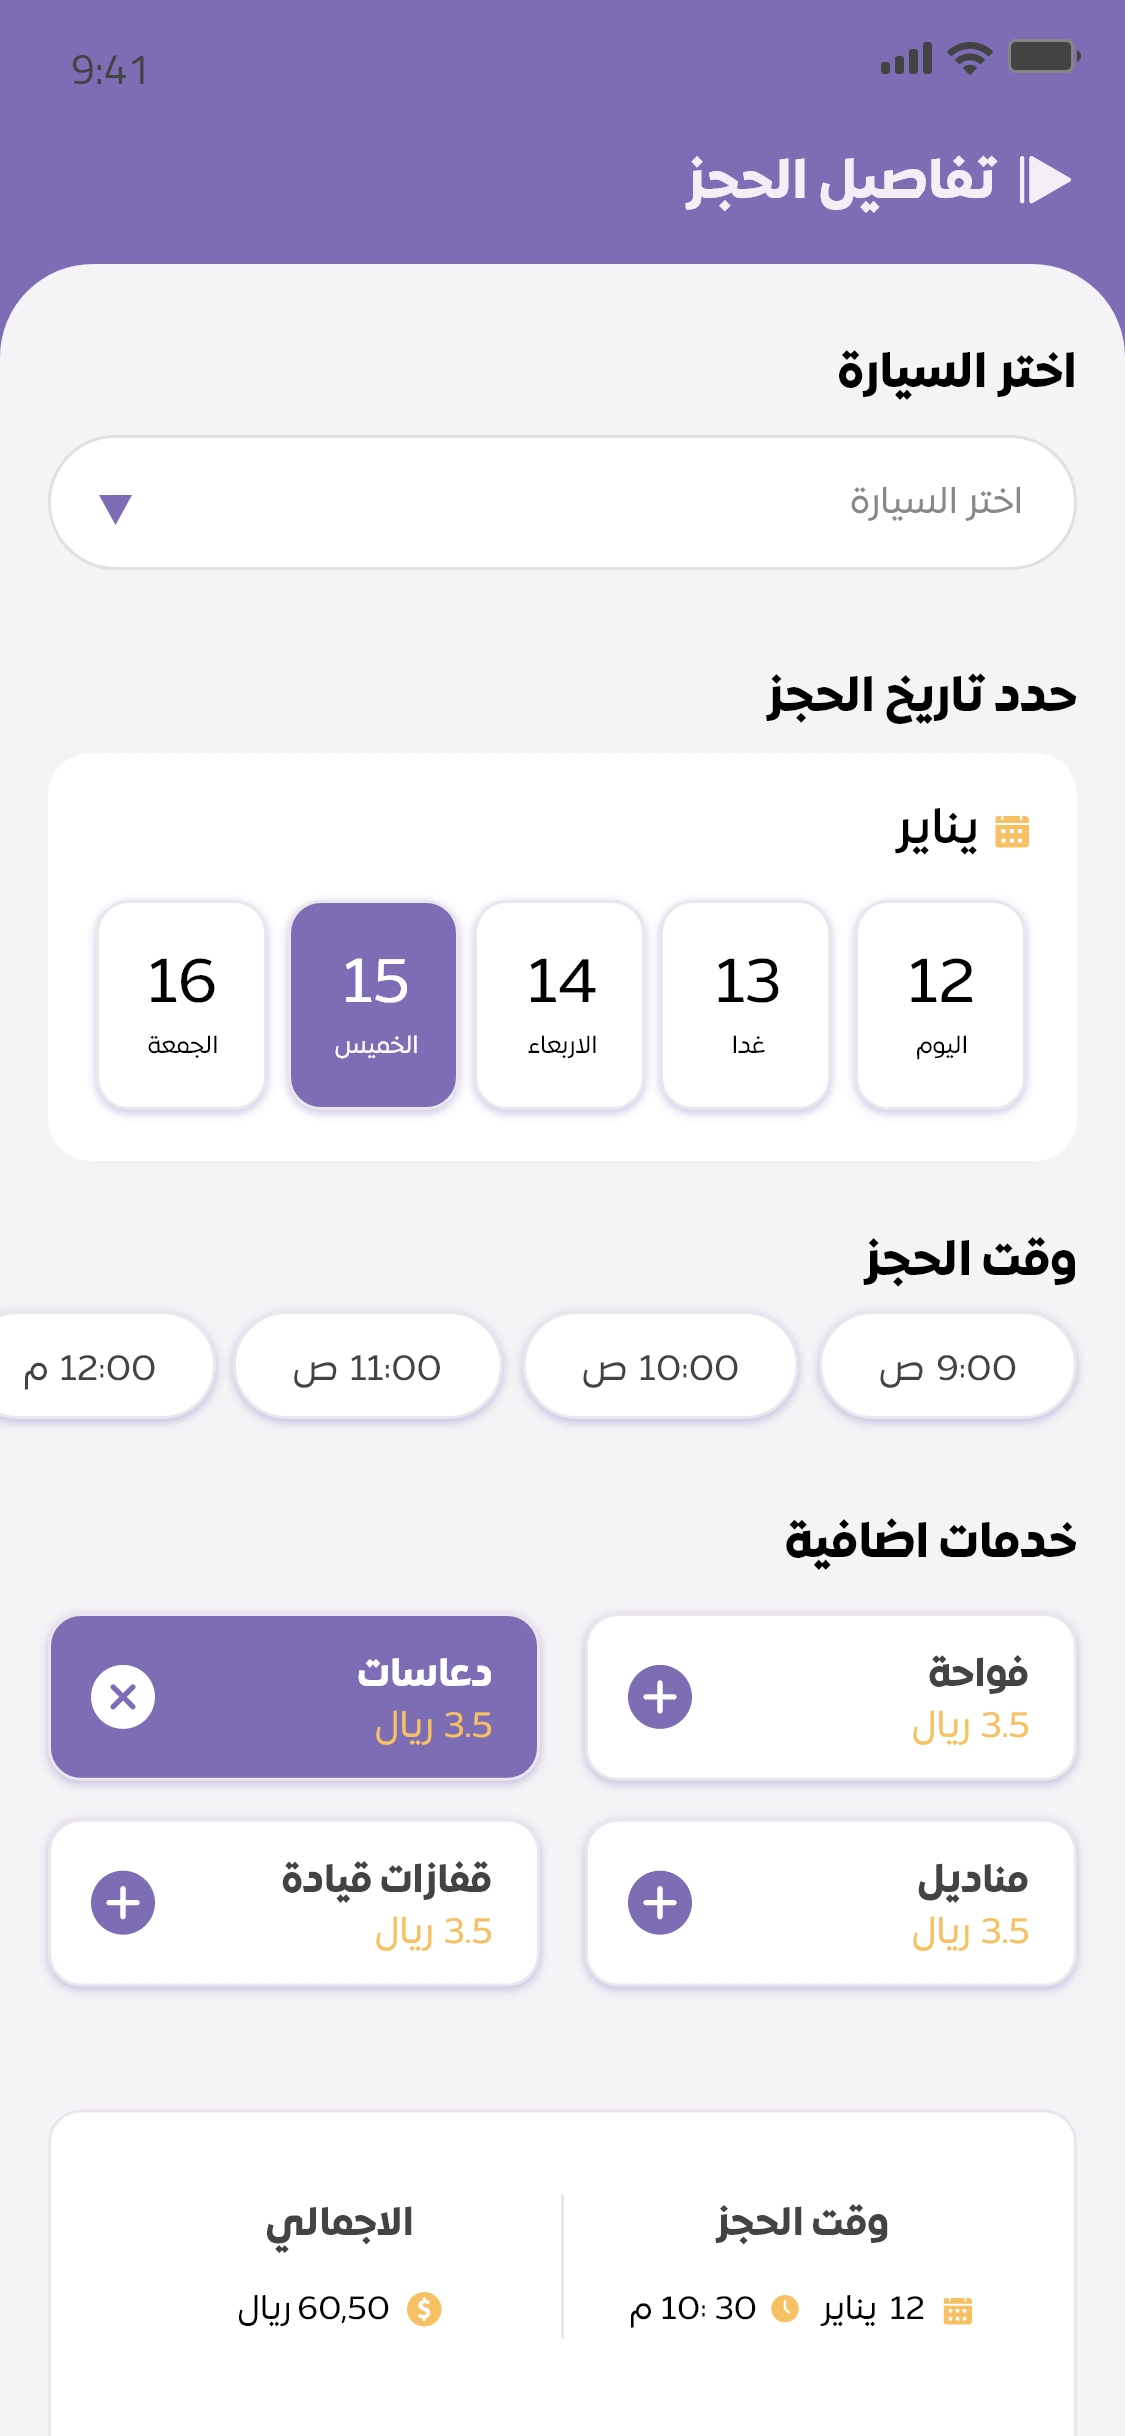 9:41
تفاصيل الحجز
اختر السيارة
اختر السيارة
حدد تاريخ الحجز
يناير
12
اليوم
13
غدا
14
الاربعاء
15
الخميس
16
الجمعة
وقت الحجز
9:00 ص
10:00 ص
11:00 ص
12:00 م
خدمات اضافية
فواحة
3.5 ريال
دعاسات
3.5 ريال
مناديل
3.5 ريال
قفازات قيادة
3.5 ريال
وقت الحجز
12 يناير
10: 30 م
الاجمالي
60,50 ريال